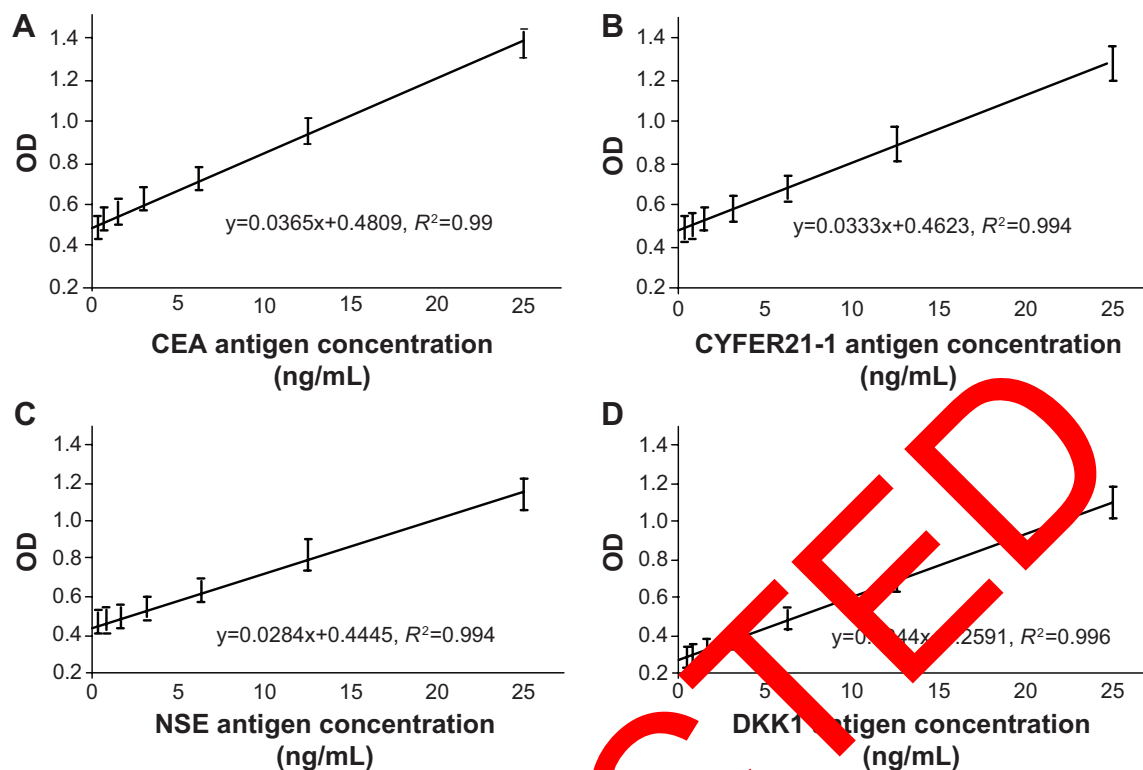 A
OD
1.4
1.2
1.0
0.8
0.6
0.4
0.2
y=0.0365x+0.4809, R²=0.99
0 5 10 15 20 25
CEA antigen concentration
(ng/mL)
B
OD
1.4
1.2
1.0
0.8
0.6
0.4
0.2
y=0.0333x+0.4623, R²=0.994
0 5 10 15 20 25
CYFER21-1 antigen concentration
(ng/mL)
C
OD
1.4
1.2
1.0
0.8
0.6
0.4
0.2
y=0.0284x+0.4445, R²=0.994
0 5 10 15 20 25
NSE antigen concentration
(ng/mL)
D
OD
1.4
1.2
1.0
0.8
0.6
0.4
0.2
R²=0.996
0 5 10 15 20 25
DKK1 antigen concentration
(ng/mL)
CTED